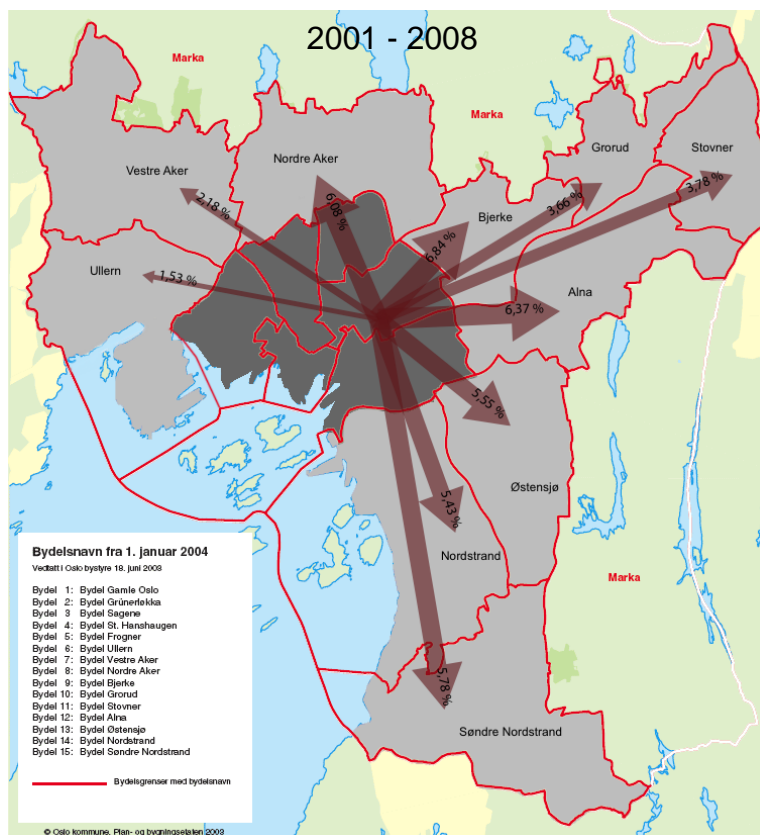 2001 - 2008
Marka
Marka
Grorud
Stovner
Nordre Aker
Vestre Aker
2,18 %
6,08 %
3,66 %
3,78 %
Bjerke
6,84 %
Ullern
1,53 %
Alna
6,37 %
5,55 %
Østensjø
5,43 %
Nordstrand
Marka
5,78 %
Søndre Nordstrand
Bydelsnavn fra 1. januar 2004
Vedtatt i Oslo bystyre 18. juni 2003
Bydel 1: Bydel Gamle Oslo
Bydel 2: Bydel Grünerløkka
Bydel 3 Bydel Sagene
Bydel 4: Bydel St. Hanshaugen
Bydel 5: Bydel Frogner
Bydel 6: Bydel Ullern
Bydel 7: Bydel Vestre Aker
Bydel 8: Bydel Nordre Aker
Bydel 9: Bydel Bjerke
Bydel 10: Bydel Grorud
Bydel 11: Bydel Stovner
Bydel 12: Bydel Alna
Bydel 13: Bydel Østensjø
Bydel 14: Bydel Nordstrand
Bydel 15: Bydel Søndre Nordstrand
Bydelsgrenser med bydelsnavn
© Oslo kommune, Plan- og bygningsetaten 2003